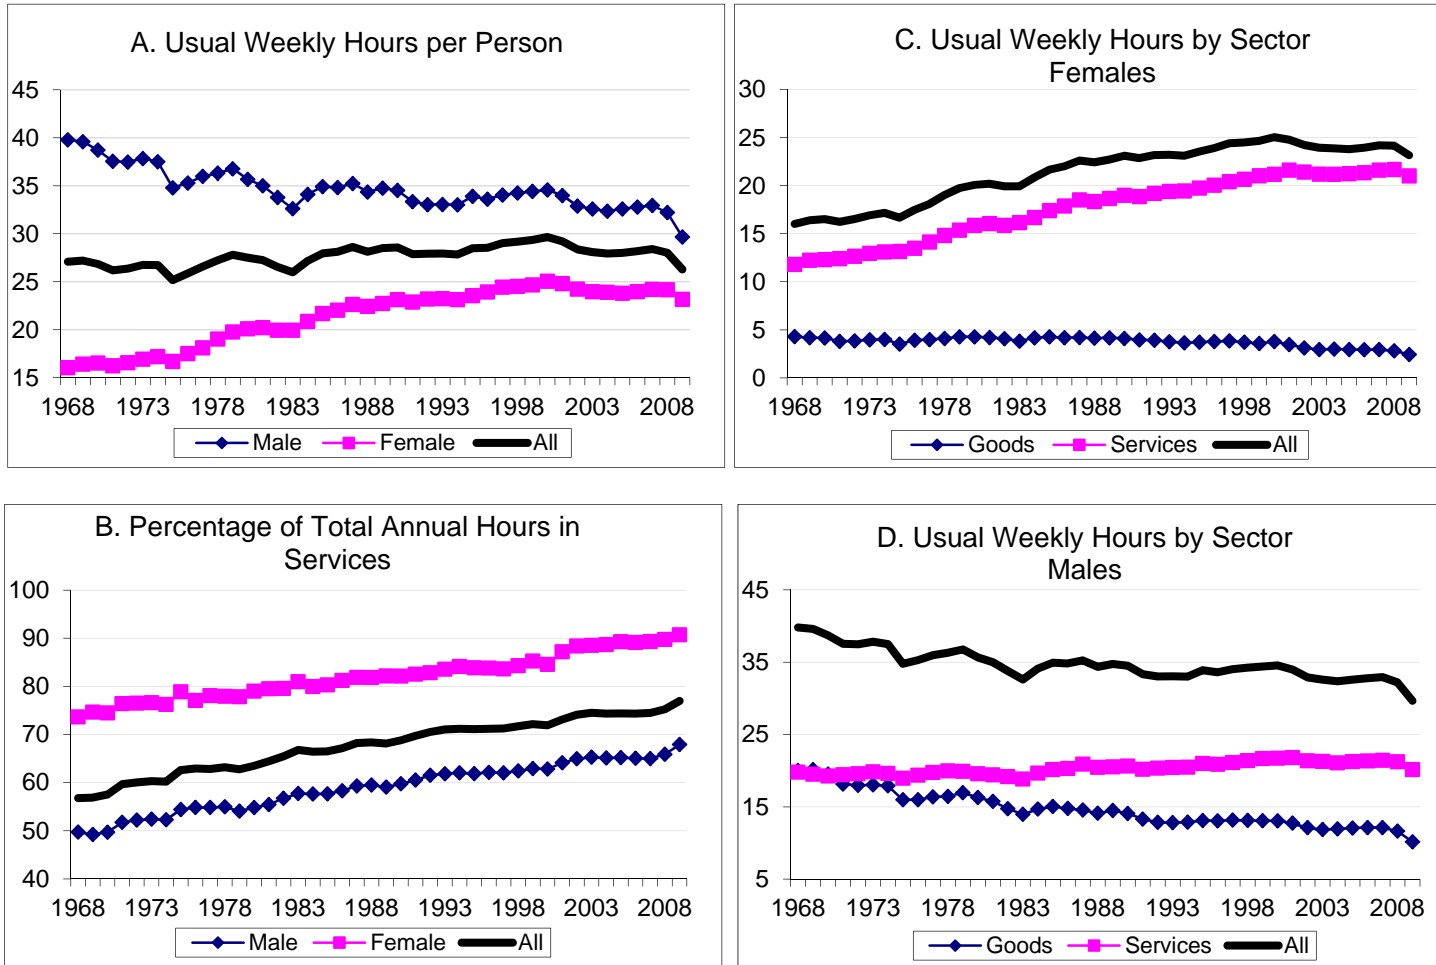 A. Usual Weekly Hours per Person
45
40
35
30
25
20
15
1968 1973 1978 1983 1988 1993 1998 2003 2008
Male Female All
C. Usual Weekly Hours by Sector
Females
30
25
20
15
10
5
0
1968 1973 1978 1983 1988 1993 1998 2003 2008
Goods Services All
B. Percentage of Total Annual Hours in
Services
100
90
80
70
60
50
40
1968 1973 1978 1983 1988 1993 1998 2003 2008
Male Female All
D. Usual Weekly Hours by Sector
Males
45
35
25
15
5
1968 1973 1978 1983 1988 1993 1998 2003 2008
Goods Services All